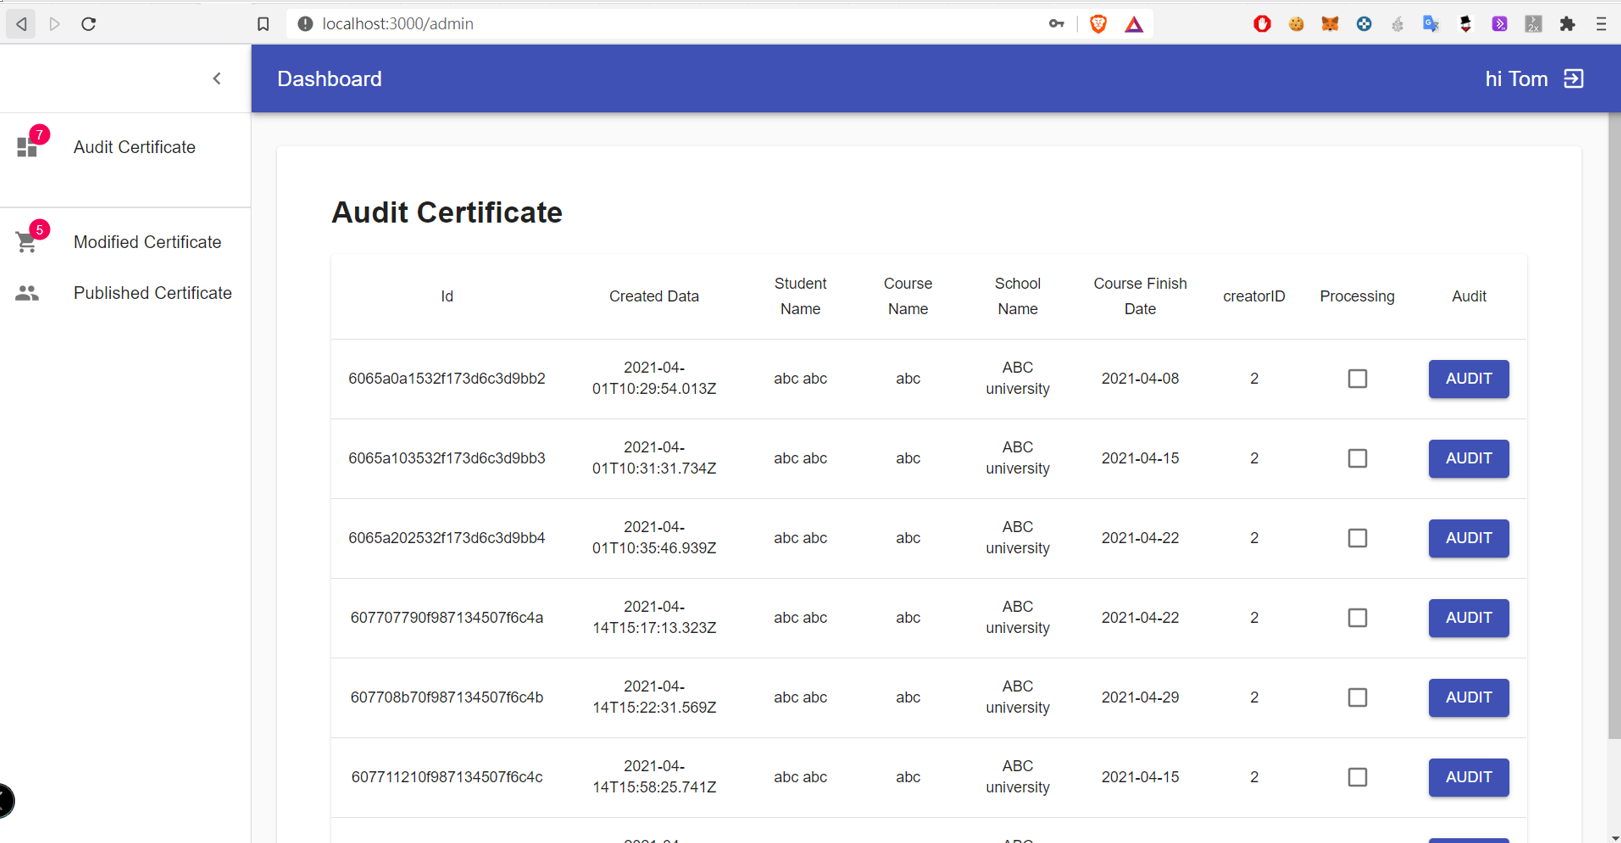 localhost:3000/admin
2x
Dashboard
hi Tom
7
Audit Certificate
5
Modified Certificate
Published Certificate
Audit Certificate
Id
Created Data
Student
Name
Course
Name
School
Name
Course Finish
Date
creatorID
Processing
Audit
6065a0a1532f173d6c3d9bb2
2021-04-
01T10:29:54.013Z
abc abc
abc
ABC
university
2021-04-08
2
AUDIT
6065a103532f173d6c3d9bb3
2021-04-
01T10:31:31.734Z
abc abc
abc
ABC
university
2021-04-15
2
AUDIT
6065a202532f173d6c3d9bb4
2021-04-
01T10:35:46.939Z
abc abc
abc
ABC
university
2021-04-22
2
AUDIT
607707790f987134507f6c4a
2021-04-
14T15:17:13.323Z
abc abc
abc
ABC
university
2021-04-22
2
AUDIT
607708b70f987134507f6c4b
2021-04-
14T15:22:31.569Z
abc abc
abc
ABC
university
2021-04-29
2
AUDIT
607711210f987134507f6c4c
2021-04-
14T15:58:25.741Z
abc abc
abc
ABC
university
2021-04-15
2
AUDIT